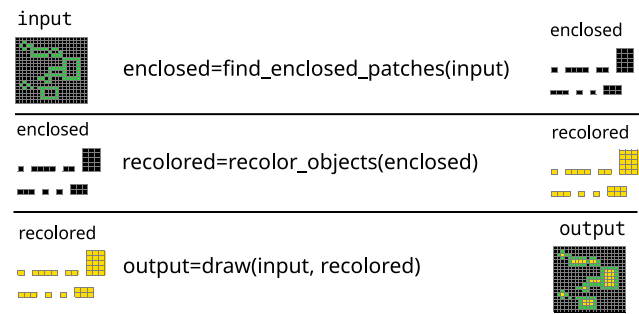 input
enclosed=find_enclosed_patches(input)
enclosed
enclosed
recolored=recolor_objects(enclosed)
recolored
recolored
output=draw(input, recolored)
output